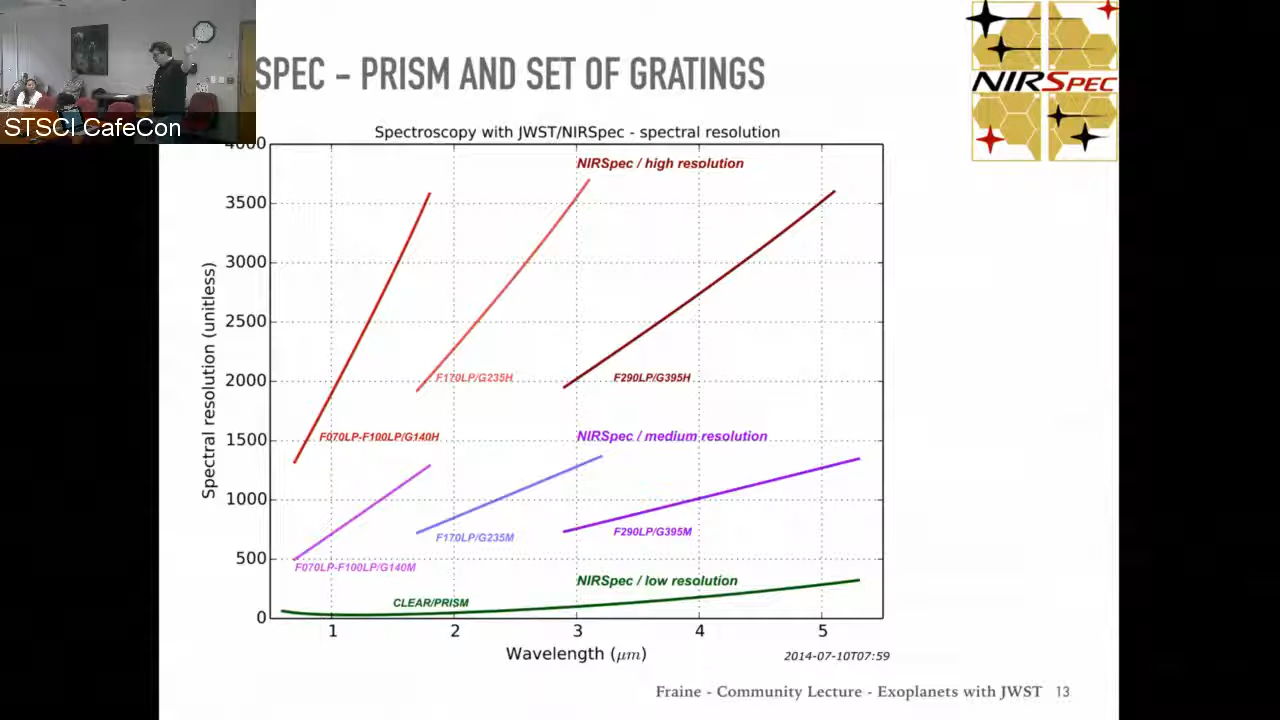 STSCI CafeCon
SPEC - PRISM AND SET OF GRATINGS
NIRSPEC
Spectroscopy with JWST/NIRSpec - spectral resolution
4000
3500
3000
2500
2000
1500
1000
500
0
Spectral resolution (unitless)
NIRSpec / high resolution
F170LP/G235H
F290LP/G395H
F070LP-F100LP/G140H
NIRSpec / medium resolution
F170LP/G235M
F290LP/G395M
F070LP-F100LP/G140M
NIRSpec / low resolution
CLEAR/PRISM
1 2 3 4 5
Wavelength (μm)
2014-07-10T07:59
Fraine - Community Lecture - Exoplanets with JWST 13